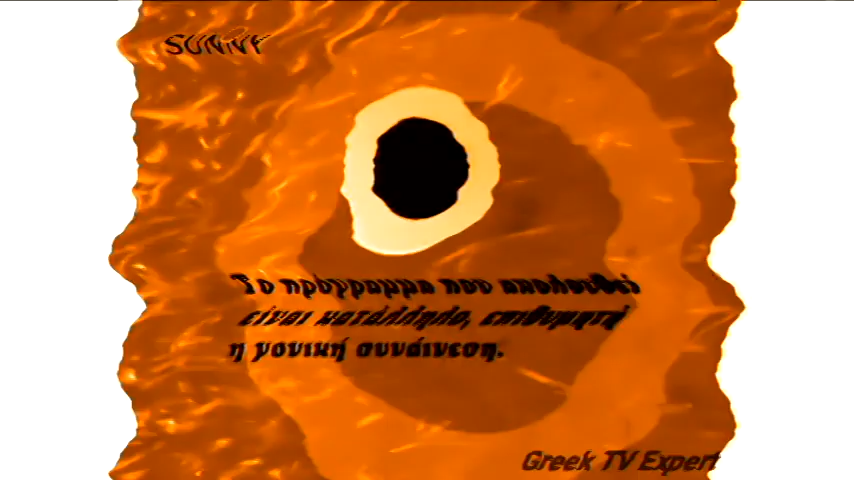 SUNNY
Το πρόγραμμα που ακολουθεί
είναι κατάλληλο, επιθυμητή
η γονική συναίνεση.
Greek TV Expert